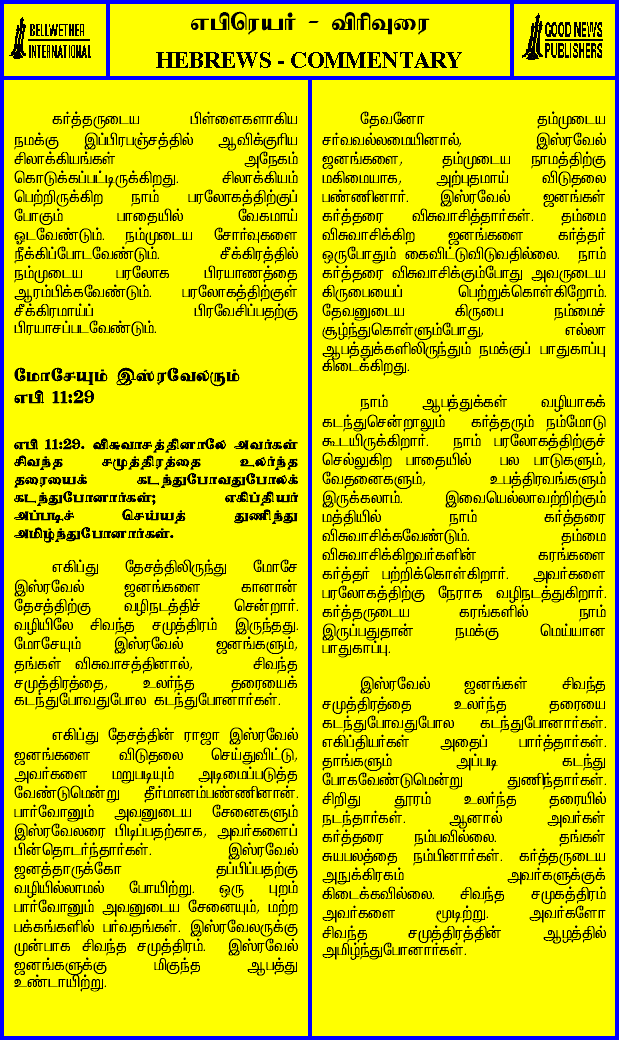 BELLWETHER
INTERNATIONAL
எபிரெயர் - விரிவுரை
HEBREWS - COMMENTARY
GOOD NEWS
PUBLISHERS
கர்த்தருடைய பிள்ளைகளாகிய
நமக்கு இப்பிரபஞ்சத்தில் ஆவிக்குரிய
சிலாக்கியங்கள் அநேகம்
கொடுக்கப்பட்டிருக்கிறது. சிலாக்கியம்
பெற்றிருக்கிற நாம் பரலோகத்திற்குப்
போகும் பாதையில் வேகமாய்
ஓடவேண்டும். நம்முடைய சோர்வுகளை
நீக்கிப்போடவேண்டும். சீக்கிரத்தில்
நம்முடைய பரலோக பிரயாணத்தை
ஆரம்பிக்கவேண்டும். பரலோகத்திற்குள்
சீக்கிரமாய்ப் பிரவேசிப்பதற்கு
பிரயாசப்படவேண்டும்.
மோசேயும் இஸ்ரவேலரும்
எபி 11:29
எபி 11:29. விசுவாசத்தினாலே அவர்கள்
சிவந்த சமுத்திரத்தை உலர்ந்த
தரையைக் கடந்துபோவதுபோலக்
கடந்துபோனார்கள்; எகிப்தியர்
அப்படிச் செய்யத் துணிந்து
அமிழ்ந்துபோனார்கள்.
எகிப்து தேசத்திலிருந்து மோசே
இஸ்ரவேல் ஜனங்களை கானான்
தேசத்திற்கு வழிநடத்திச் சென்றார்.
வழியிலே சிவந்த சமுத்திரம் இருந்தது.
மோசேயும் இஸ்ரவேல் ஜனங்களும்,
தங்கள் விசுவாசத்தினால், சிவந்த
சமுத்திரத்தை, உலர்ந்த தரையைக்
கடந்துபோவதுபோல கடந்துபோனார்கள்.
எகிப்து தேசத்தின் ராஜா இஸ்ரவேல்
ஜனங்களை விடுதலை செய்துவிட்டு,
அவர்களை மறுபடியும் அடிமைப்படுத்த
வேண்டுமென்று தீர்மானம்பண்ணினான்.
பார்வோனும் அவனுடைய சேனைகளும்
இஸ்ரவேலரை பிடிப்பதற்காக, அவர்களைப்
பின்தொடர்ந்தார்கள். இஸ்ரவேல்
ஜனத்தாருக்கோ தப்பிப்பதற்கு
வழியில்லாமல் போயிற்று. ஒரு புறம்
பார்வோனும் அவனுடைய சேனையும், மற்ற
பக்கங்களில் பர்வதங்கள். இஸ்ரவேலருக்கு
முன்பாக சிவந்த சமுத்திரம். இஸ்ரவேல்
ஜனங்களுக்கு மிகுந்த ஆபத்து
உண்டாயிற்று.
தேவனோ தம்முடைய
சர்வவல்லமையினால், இஸ்ரவேல்
ஜனங்களை, தம்முடைய நாமத்திற்கு
மகிமையாக, அற்புதமாய் விடுதலை
பண்ணினார். இஸ்ரவேல் ஜனங்கள்
கர்த்தரை விசுவாசித்தார்கள். தம்மை
விசுவாசிக்கிற ஜனங்களை கர்த்தர்
ஒருபோதும் கைவிட்டுவிடுவதில்லை. நாம்
கர்த்தரை விசுவாசிக்கும்போது அவருடைய
கிருபையைப் பெற்றுக்கொள்கிறோம்.
தேவனுடைய கிருபை நம்மைச்
சூழ்ந்துகொள்ளும்போது, எல்லா
ஆபத்துக்களிலிருந்தும் நமக்குப் பாதுகாப்பு
கிடைக்கிறது.
நாம் ஆபத்துக்கள் வழியாகக்
கடந்துசென்றாலும் கர்த்தரும் நம்மோடு
கூடயிருக்கிறார். நாம் பரலோகத்திற்குச்
செல்லுகிற பாதையில் பல பாடுகளும்,
வேதனைகளும், உபத்திரவங்களும்
இருக்கலாம். இவையெல்லாவற்றிற்கும்
மத்தியில் நாம் கர்த்தரை
விசுவாசிக்கவேண்டும். தம்மை
விசுவாசிக்கிறவர்களின் கரங்களை
கர்த்தர் பற்றிக்கொள்கிறார். அவர்களை
பரலோகத்திற்கு நேராக வழிநடத்துகிறார்.
கர்த்தருடைய கரங்களில் நாம்
இருப்பதுதான் நமக்கு மெய்யான
பாதுகாப்பு.
இஸ்ரவேல் ஜனங்கள் சிவந்த
சமுத்திரத்தை உலர்ந்த தரையை
கடந்துபோவதுபோல கடந்துபோனார்கள்.
எகிப்தியர்கள் அதைப் பார்த்தார்கள்.
தாங்களும் அப்படி கடந்து
போகவேண்டுமென்று துணிந்தார்கள்.
சிறிது தூரம் உலர்ந்த தரையில்
நடந்தார்கள். ஆனால் அவர்கள்
கர்த்தரை நம்பவில்லை. தங்கள்
சுயபலத்தை நம்பினார்கள். கர்த்தருடைய
அநுக்கிரகம் அவர்களுக்குக்
கிடைக்கவில்லை. சிவந்த சமுகத்திரம்
அவர்களை மூடிற்று. அவர்களோ
சிவந்த சமுத்திரத்தின் ஆழத்தில்
அமிழ்ந்துபோனார்கள்.